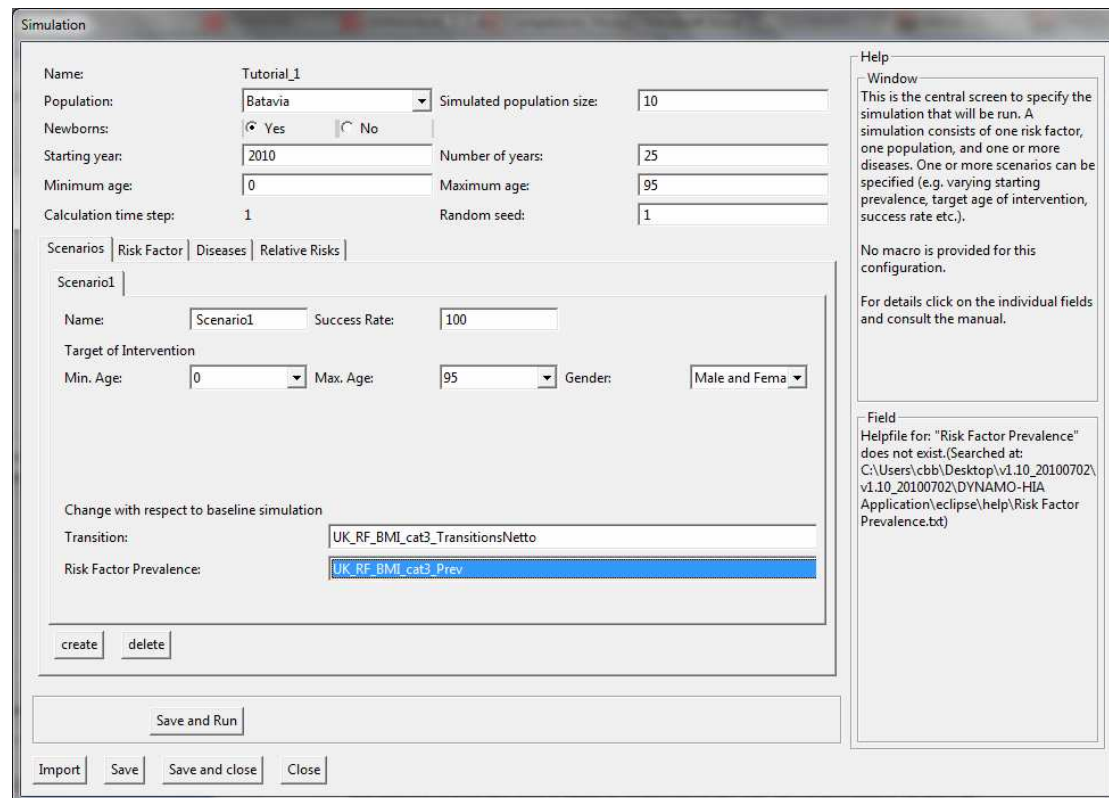 Simulation
Name: Tutorial_1
Population: Batavia Simulated population size: 10
Newborns: Yes No
Starting year: 2010 Number of years: 25
Minimum age: 0 Maximum age: 95
Calculation time step: 1 Random seed: 1
Scenarios Risk Factor Diseases Relative Risks
Scenario1
Name: Scenario1 Success Rate: 100
Target of Intervention
Min. Age: 0 Max. Age: 95 Gender: Male and Fema
Change with respect to baseline simulation
Transition: UK_RF_BMI_cat3_TransitionsNetto
Risk Factor Prevalence: UK_RF_BMI_cat3_Prev
create delete
Save and Run
Import Save Save and close Close
Help
Window
This is the central screen to specify the
simulation that will be run. A
simulation consists of one risk factor,
one population, and one or more
diseases. One or more scenarios can be
specified (e.g. varying starting
prevalence, target age of intervention,
success rate etc.).
No macro is provided for this
configuration.
For details click on the individual fields
and consult the manual.
Field
Helpfile for: "Risk Factor Prevalence"
does not exist.(Searched at:
C:\Users\cbb\Desktop\v1.10_20100702\
v1.10_20100702\DYNAMO-HIA
Application\eclipse\help\Risk Factor
Prevalence.txt)